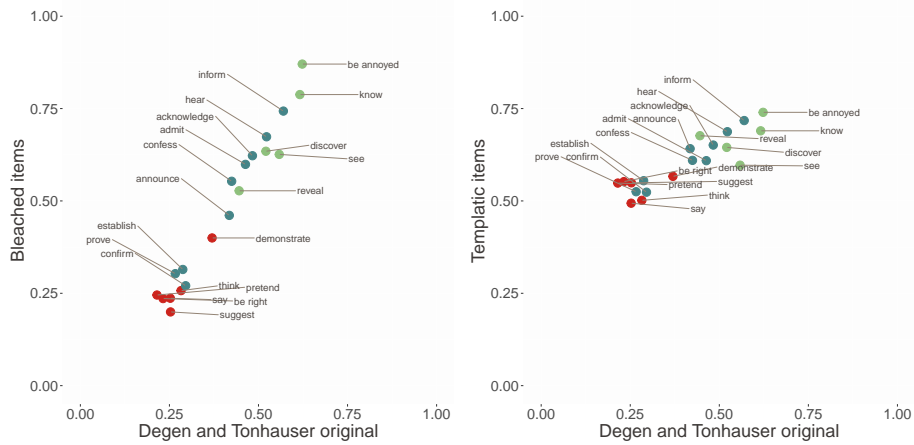 1.00
0.75
0.50
0.25
0.00
Bleached items
be annoyed
inform
know
hear
acknowledge
admit
discover
see
confess
announce
reveal
demonstrate
establish
prove
confirm
think
pretend
say
be right
suggest
0.00 0.25 0.50 0.75 1.00
Degen and Tonhauser original
1.00
0.75
0.50
0.25
0.00
Templatic items
inform
hear
acknowledge
be annoyed
admit
announce
know
confess
reveal
establish
discover
prove
confirm
be right
demonstrate
see
suggest
pretend
think
say
0.00 0.25 0.50 0.75 1.00
Degen and Tonhauser original